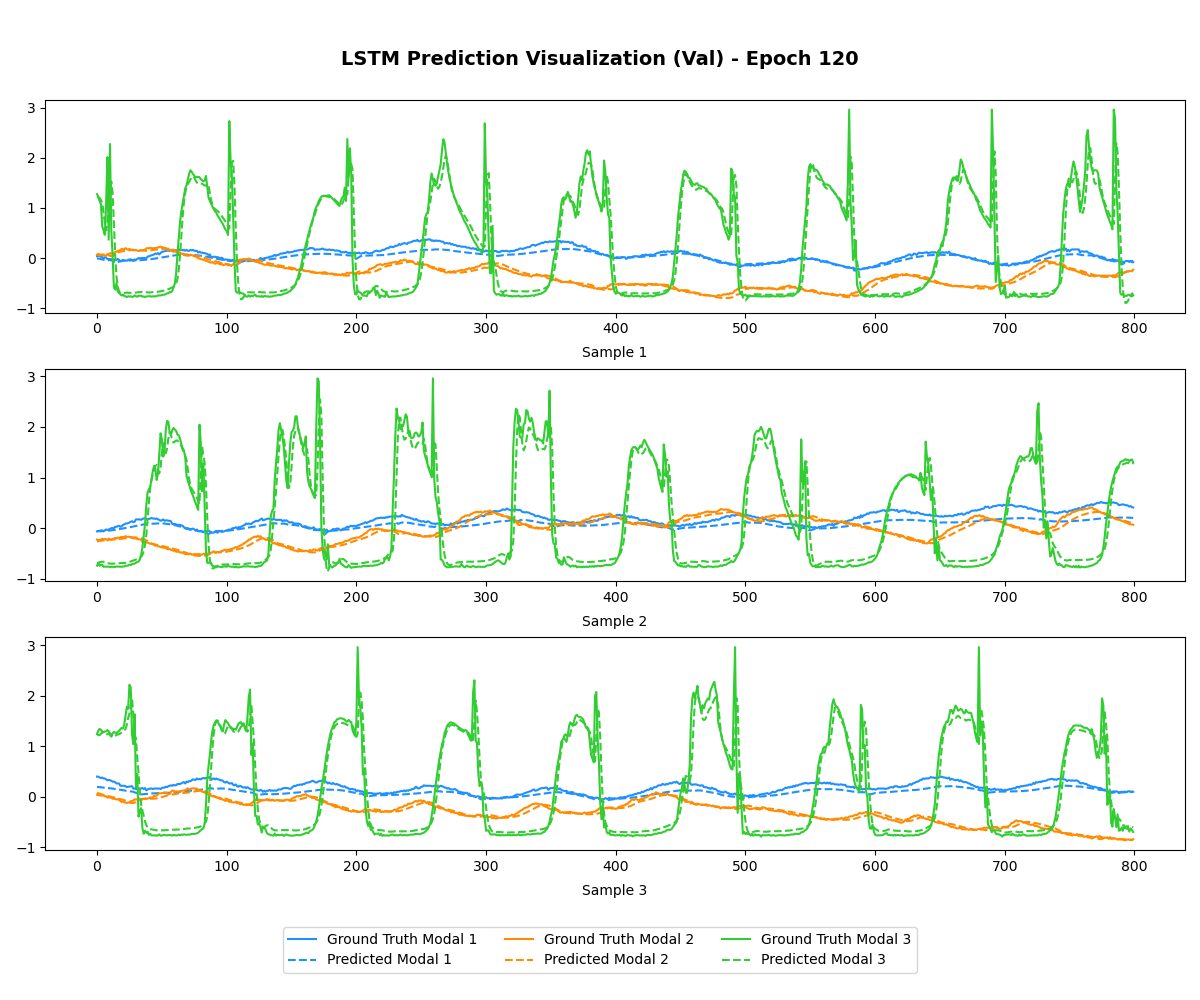 LSTM Prediction Visualization (Val) - Epoch 120
3
2
1
0
−1
0 100 200 300 400 500 600 700 800
Sample 1
3
2
1
0
−1
0 100 200 300 400 500 600 700 800
Sample 2
3
2
1
0
−1
0 100 200 300 400 500 600 700 800
Sample 3
Ground Truth Modal 1 Ground Truth Modal 2 Ground Truth Modal 3
Predicted Modal 1 Predicted Modal 2 Predicted Modal 3